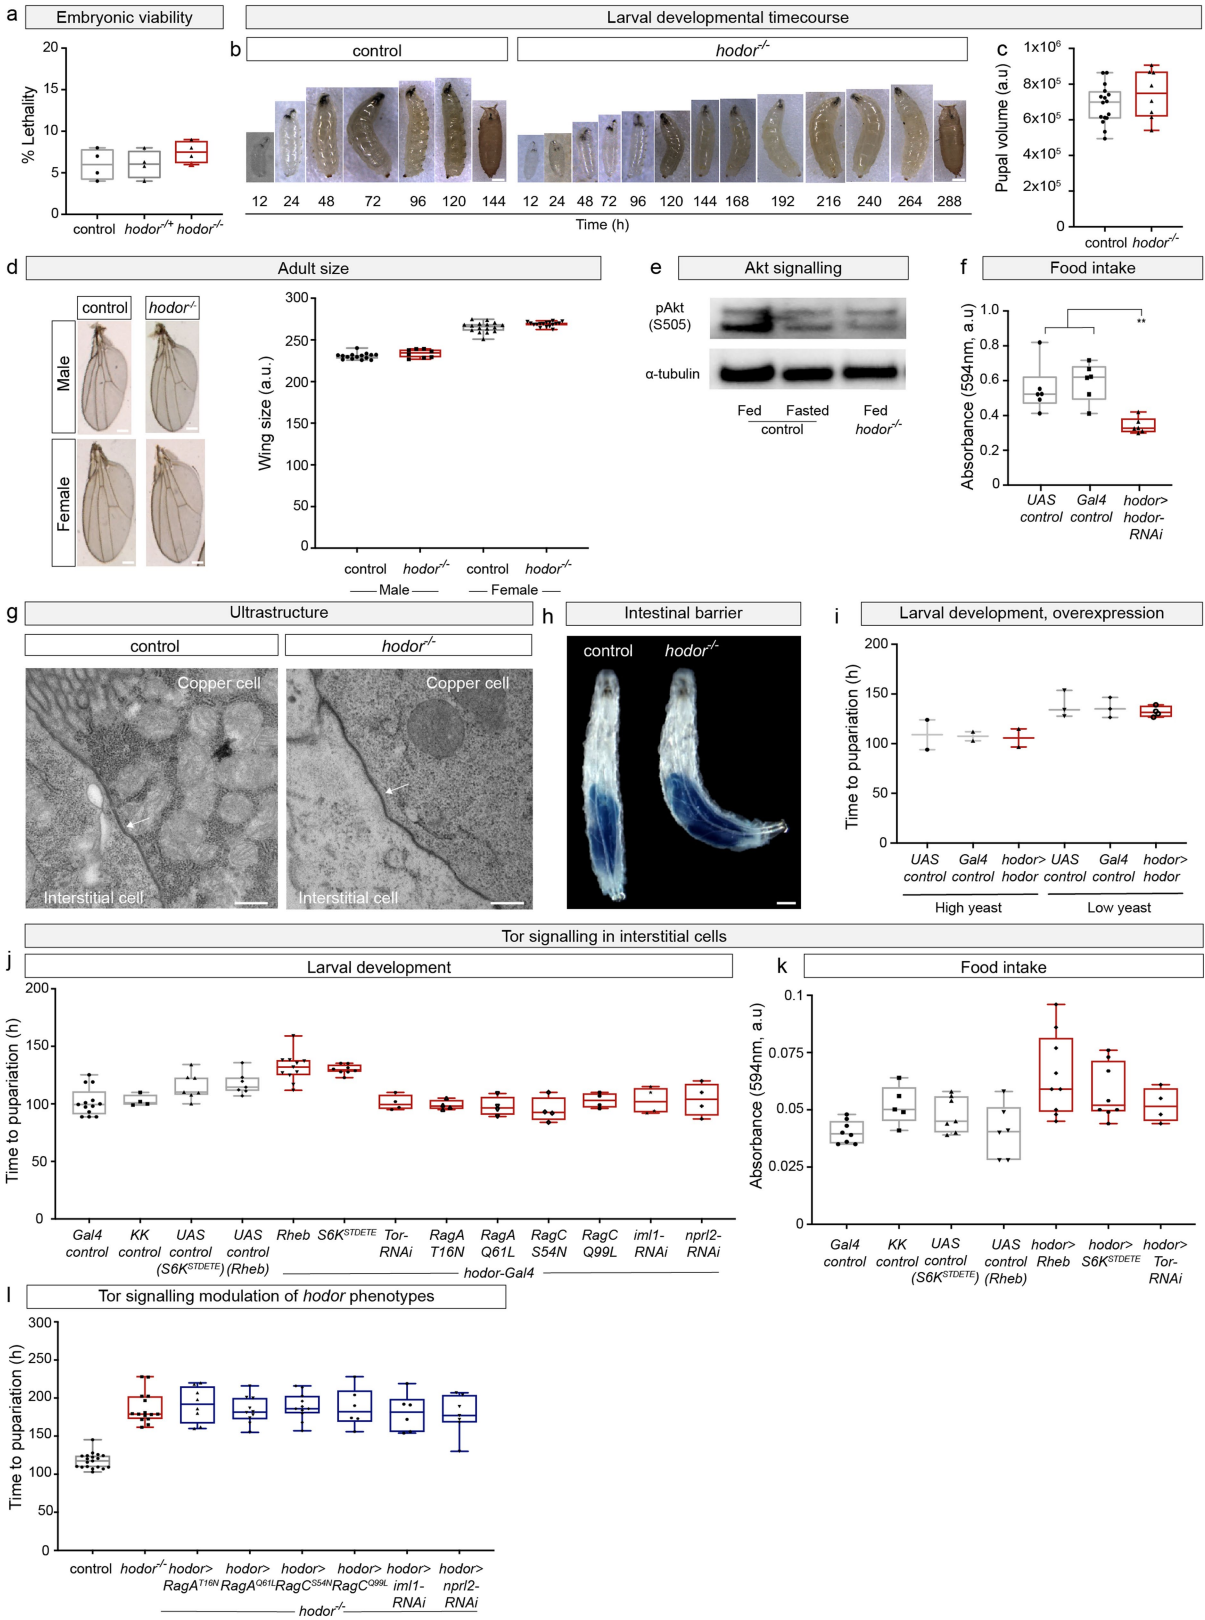 a
Embryonic viability
% Lethality
20
15
10
5
0
control hodor-/+ hodor-/-
Larval developmental timecourse
b
control
hodor-/-
12 24 48 72 96 120 144
12 24 48 72 96 120 144 168 192 216 240 264 288
Time (h)
c
Pupal volume (a.u)
1x10⁶
8x10⁵
6x10⁵
4x10⁵
2x10⁵
0
control hodor-/-
d
Adult size
control hodor-/-
Male
Female
Wing size (a.u.)
300
250
200
150
100
50
0
control hodor-/- control hodor-/-
Male Female
e
Akt signalling
pAkt
(S505)
α-tubulin
Fed Fasted Fed
control hodor-/-
f
Food intake
Absorbance (594nm, a.u)
1.0
0.8
0.6
0.4
0.2
0
**
UAS Gal4 hodor>
control control hodor-
RNAi
g
Ultrastructure
control
hodor-/-
Copper cell
Interstitial cell
Copper cell
Interstitial cell
h
Intestinal barrier
control hodor-/-
i
Larval development, overexpression
Time to pupariation (h)
200
150
100
50
0
UAS Gal4 hodor> UAS Gal4 hodor>
control control hodor control control hodor
High yeast Low yeast
Tor signalling in interstitial cells
j
Larval development
Time to pupariation (h)
200
150
100
50
0
Gal4 KK UAS UAS Rheb S6KSTDETE Tor- RagA RagA RagC RagC iml1- nprl2-
control control control control RNAi T16N Q61L S54N Q99L RNAi RNAi
(S6KSTDETE) (Rheb)
hodor-Gal4
k
Food intake
Absorbance (594nm, a.u)
0.1
0.075
0.05
0.025
0
Gal4 KK UAS UAS hodor> hodor> hodor>
control control control control Rheb S6KSTDETE Tor-
(S6KSTDETE) (Rheb) RNAi
l
Tor signalling modulation of hodor phenotypes
Time to pupariation (h)
300
250
200
150
100
50
0
control hodor-/- hodor> hodor> hodor> hodor> hodor> hodor>
RagAT16N RagAQ61L RagCS54N RagCQ99L iml1- nprl2-
RNAi RNAi
hodor-/-